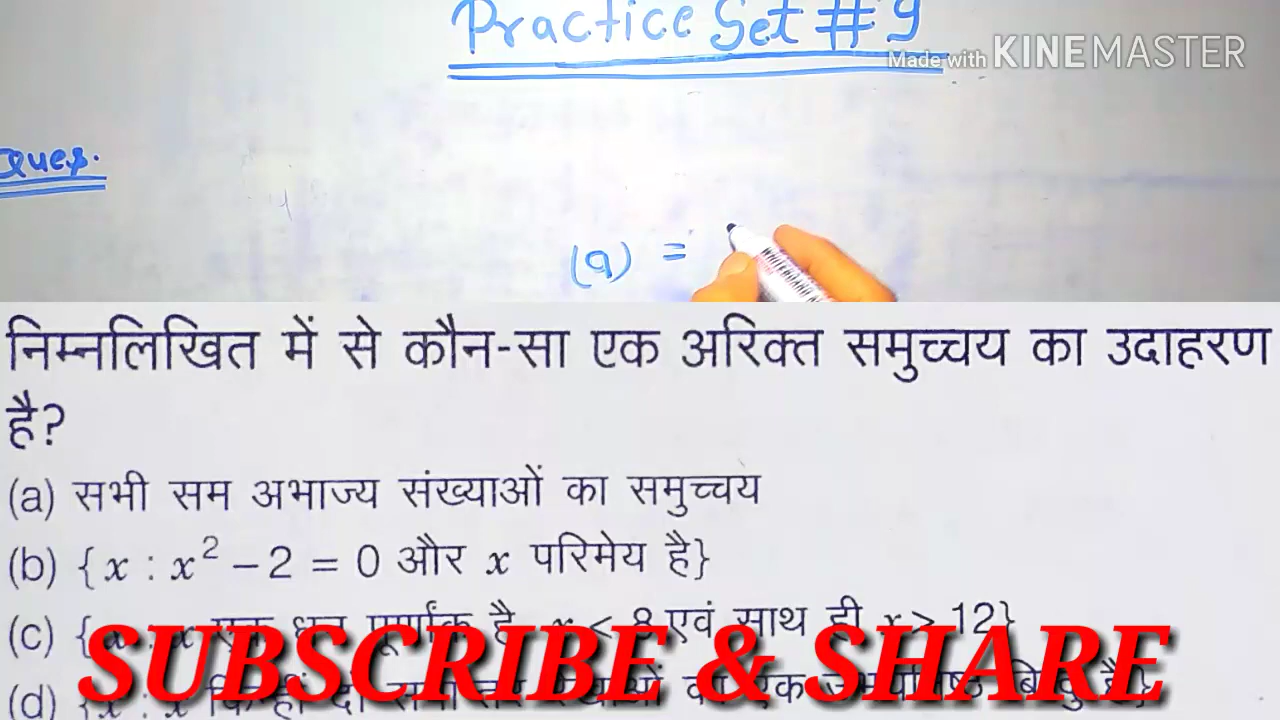 Practice Set #9
Made with KINEMASTER
Ques.
(a) =
निम्नलिखित में से कौन-सा एक अरिक्त समुच्चय का उदाहरण
है?
(a) सभी सम अभाज्य संख्याओं का समुच्चय
(b) { x : x² – 2 = 0 और x परिमेय है}
(c) {x : x एक धन पूर्णांक है, x < 8 एवं साथ ही x > 12}
SUBSCRIBE & SHARE
(d) {x : x किन्हीं दो का एक है}